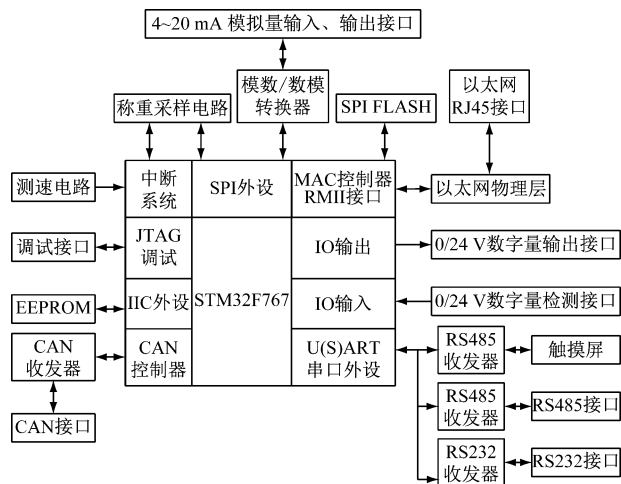 4~20 mA 模拟量输入、输出接口
称重采样电路
模数/数模
转换器
SPI FLASH
以太网
RJ45接口
测速电路
中断
系统
SPI外设
MAC控制器
RMII接口
以太网物理层
调试接口
JTAG
调试
IO输出
0/24 V数字量输出接口
EEPROM
IIC外设
STM32F767
IO输入
0/24 V数字量检测接口
CAN
收发器
CAN
控制器
U(S)ART
串口外设
RS485
收发器
触摸屏
CAN接口
RS485
收发器
RS485接口
RS232
收发器
RS232接口